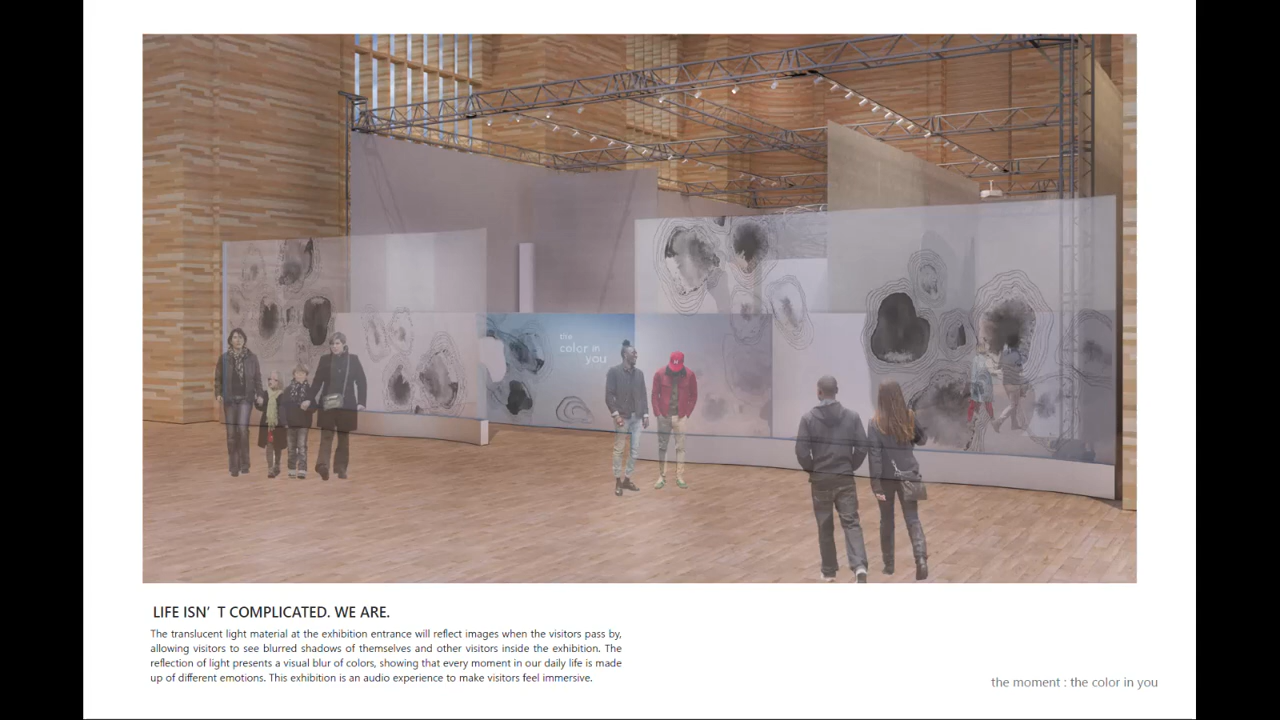 the
color in
you
LIFE ISN’ T COMPLICATED. WE ARE.
The translucent light material at the exhibition entrance will reflect images when the visitors pass by,
allowing visitors to see blurred shadows of themselves and other visitors inside the exhibition. The
reflection of light presents a visual blur of colors, showing that every moment in our daily life is made
up of different emotions. This exhibition is an audio experience to make visitors feel immersive.
the moment : the color in you